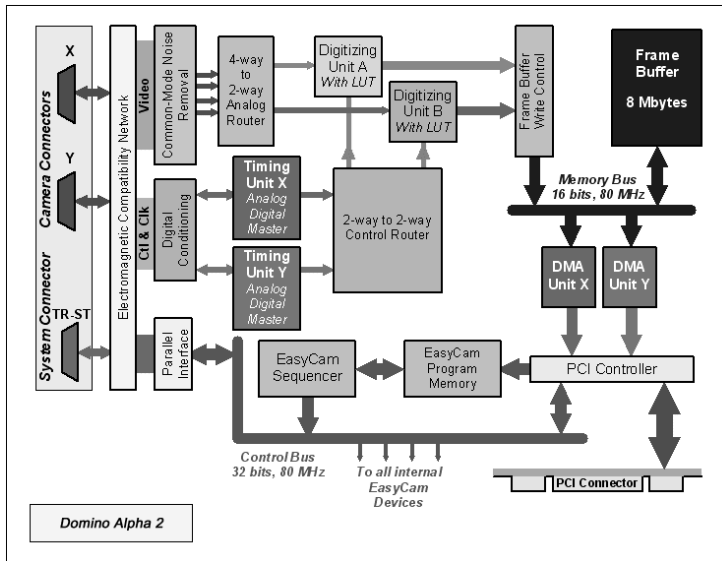 X
Y
TR-ST
Camera Connectors
System Connector
Electromagnetic Compatibility Network
Video
Ctl & Clk
Common-Mode Noise
Removal
Digital
Conditioning
Parallel
Interface
4-way
to
2-way
Analog
Router
Digitizing
Unit A
With LUT
Digitizing
Unit B
With LUT
Frame Buffer
Write Control
Frame
Buffer
8 Mbytes
Memory Bus
16 bits, 80 MHz
Timing
Unit X
Analog
Digital
Master
Timing
Unit Y
Analog
Digital
Master
2-way to 2-way
Control Router
DMA
Unit X
DMA
Unit Y
EasyCam
Sequencer
EasyCam
Program
Memory
PCI Controller
Control Bus
32 bits, 80 MHz
To all internal
EasyCam
Devices
PCI Connector
Domino Alpha 2